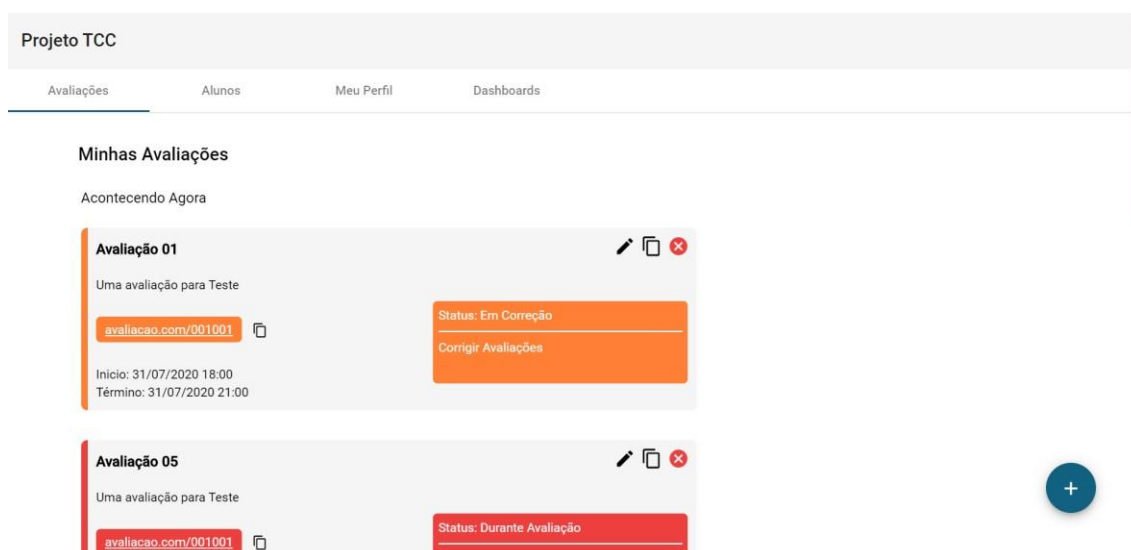 Projeto TCC
Avaliações Alunos Meu Perfil Dashboards
Minhas Avaliações
Acontecendo Agora
Avaliação 01
Uma avaliação para Teste
avaliacao.com/001001
Status: Em Correção
Corrigir Avaliações
Inicio: 31/07/2020 18:00
Término: 31/07/2020 21:00
Avaliação 05
Uma avaliação para Teste
avaliacao.com/001001
Status: Durante Avaliação
+